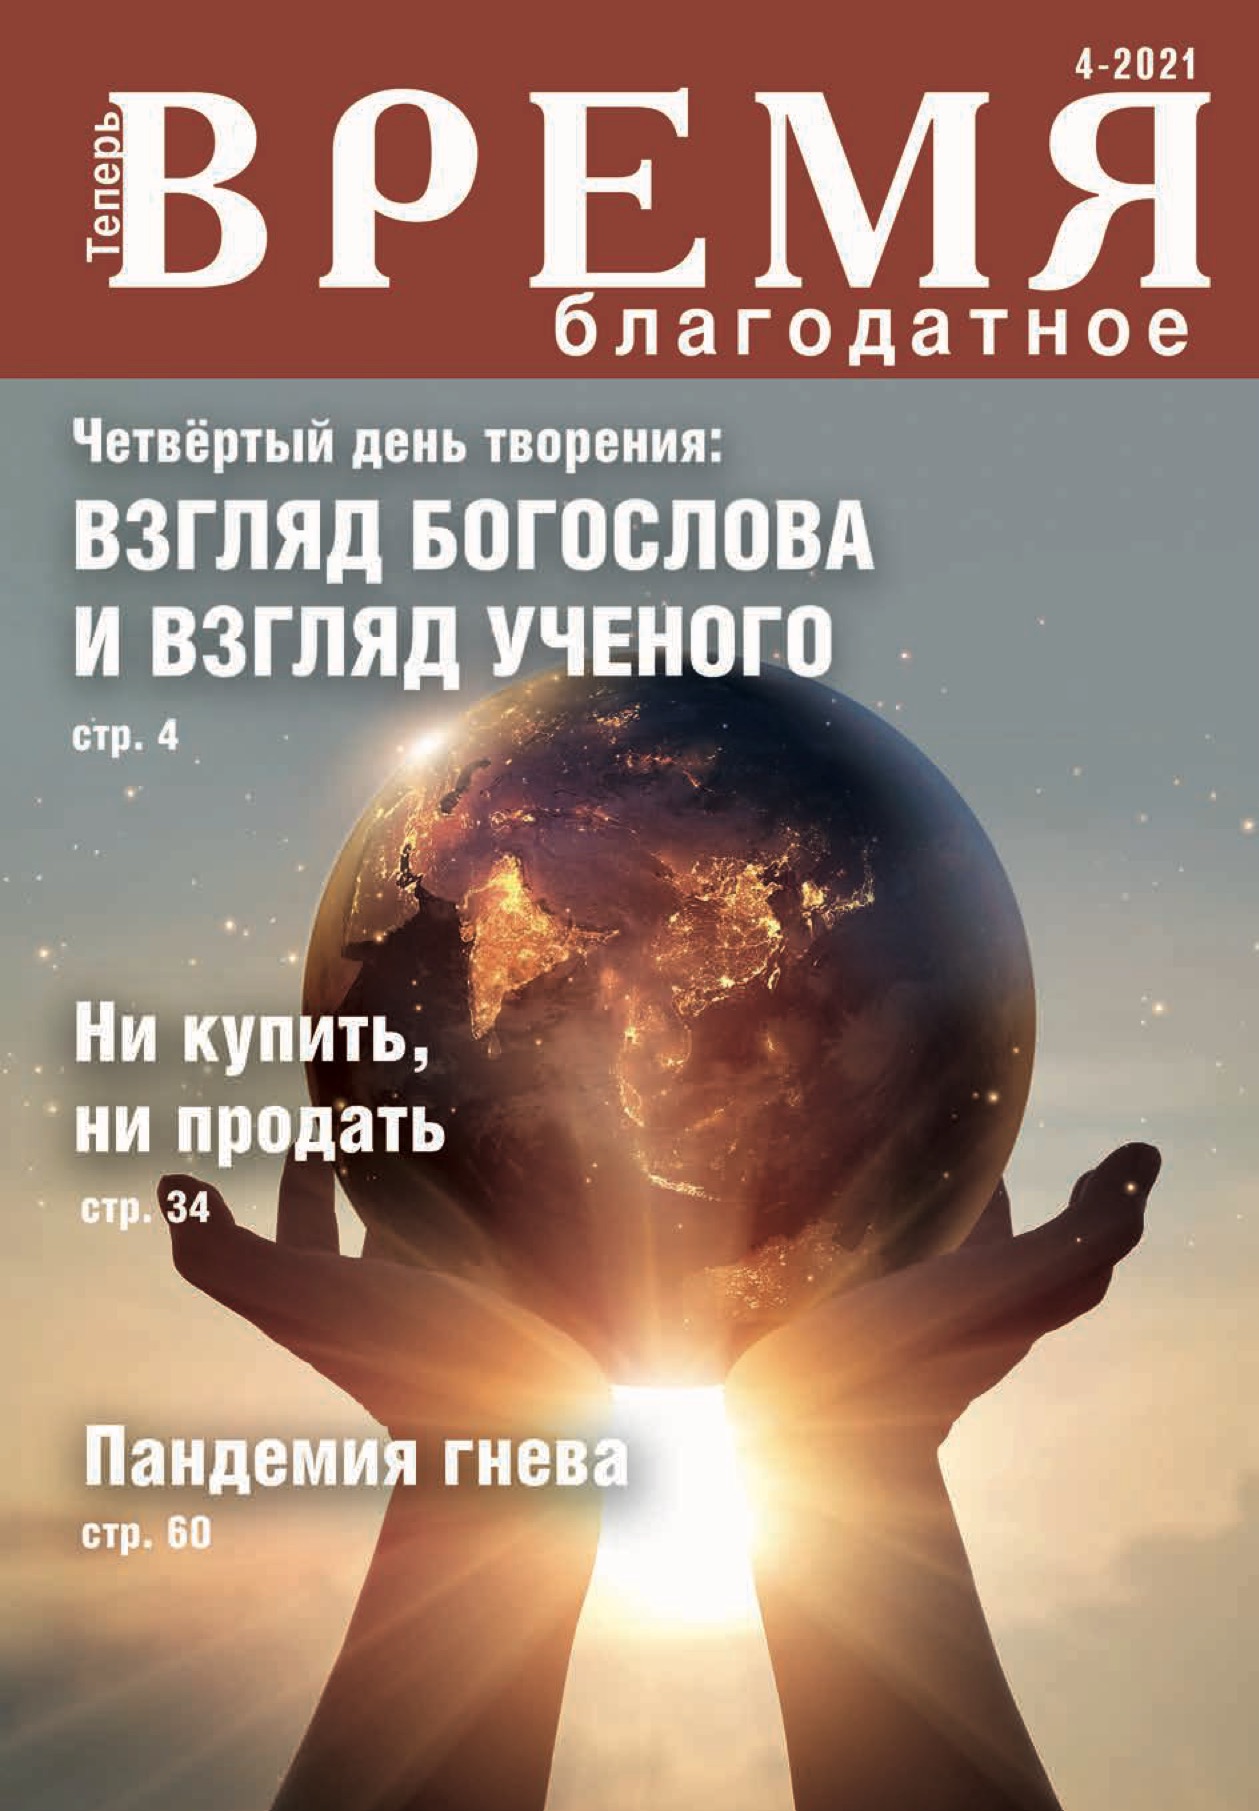 4-2021
Теперь
ВРЕМЯ
благодатное
Четвёртый день творения:
ВЗГЛЯД БОГОСЛОВА
И ВЗГЛЯД УЧЕНОГО
стр. 4
Ни купить,
ни продать
стр. 34
Пандемия гнева
стр. 60